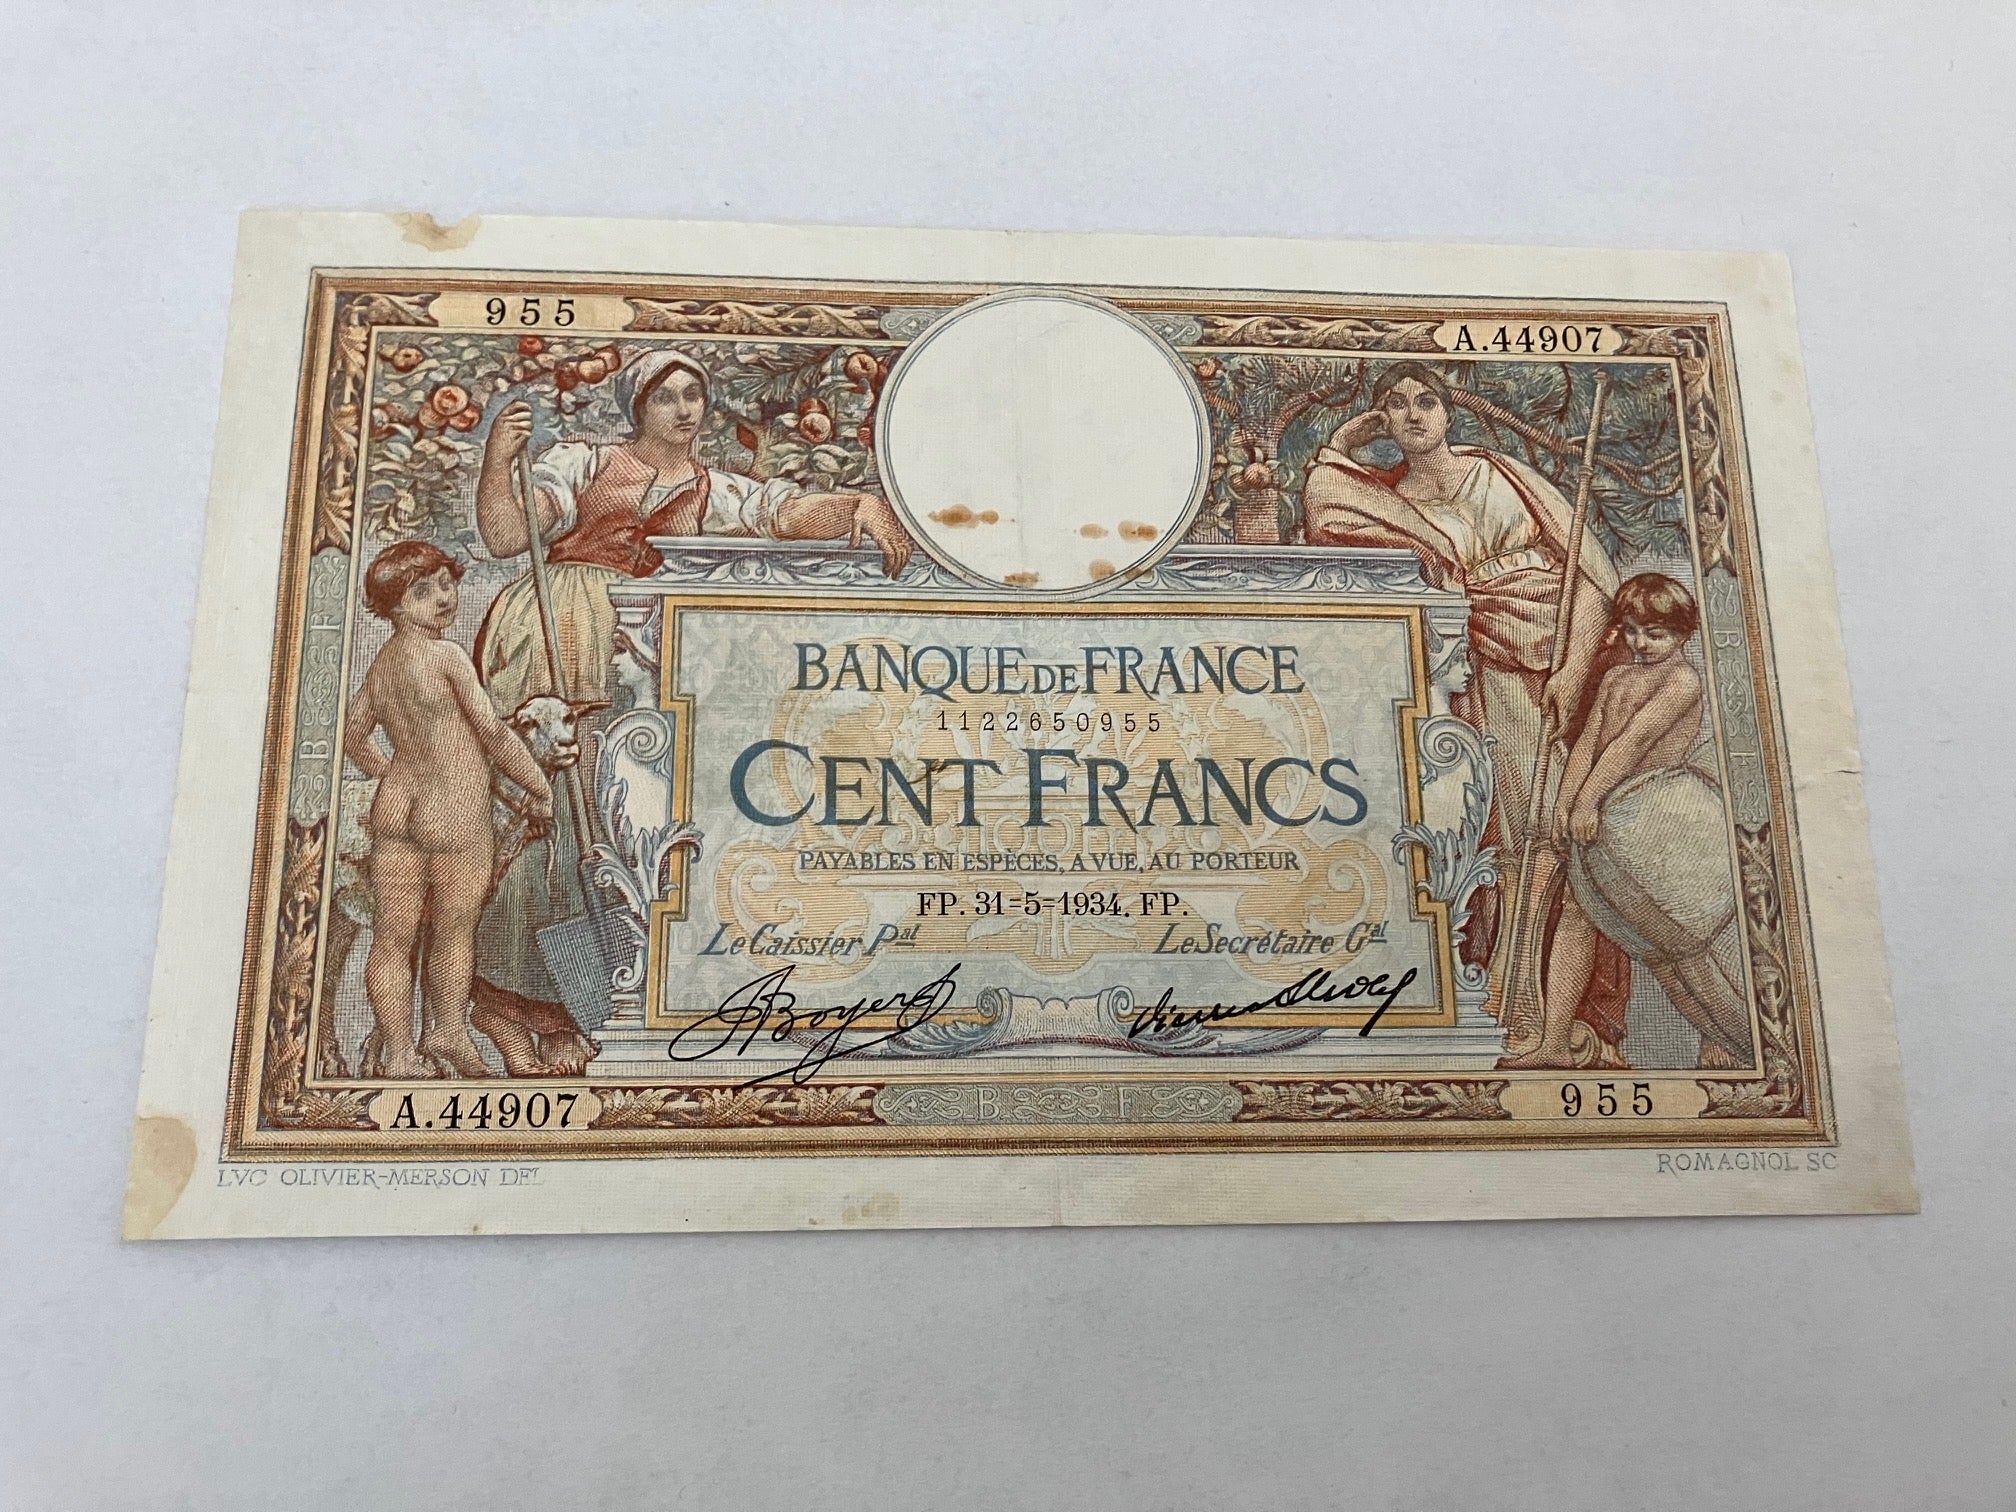 955
A.44907
BANQUE DE FRANCE
1122650955
CENT FRANCS
PAYABLES EN ESPÈCES, A VUE, AU PORTEUR
FP. 31=5=1934. FP.
Le Caissier Pal
Le Secrétaire Gal
Boyer
B F
B F
B F
A.44907
955
LVC OLIVIER-MERSON DEL
ROMAGNOL SC